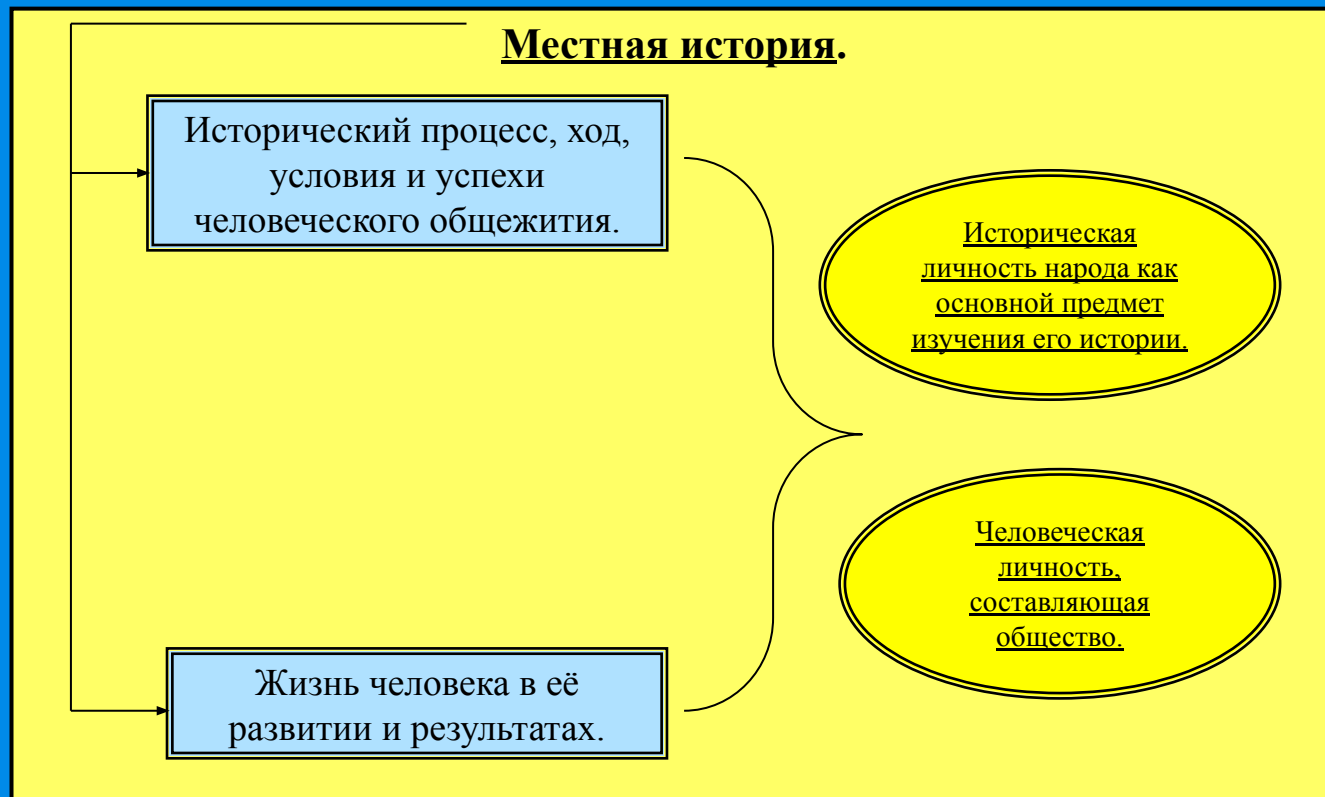 Местная история.
Исторический процесс, ход,
условия и успехи
человеческого общежития.
Историческая
личность народа как
основной предмет
изучения его истории.
Человеческая
личность,
составляющая
общество.
Жизнь человека в её
развитии и результатах.